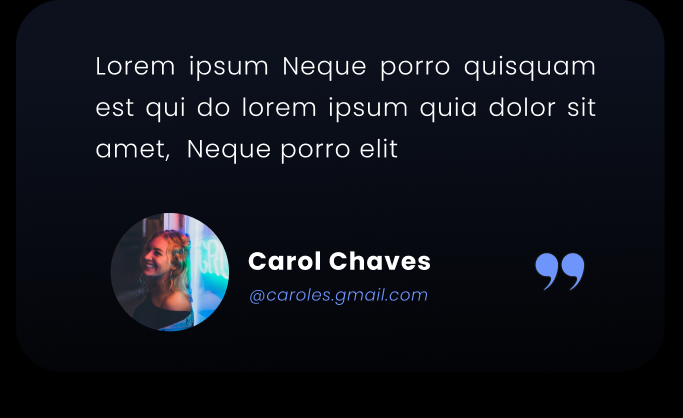 Lorem ipsum Neque porro quisquam
est qui do lorem ipsum quia dolor sit
amet, Neque porro elit
Carol Chaves
@caroles.gmail.com
”